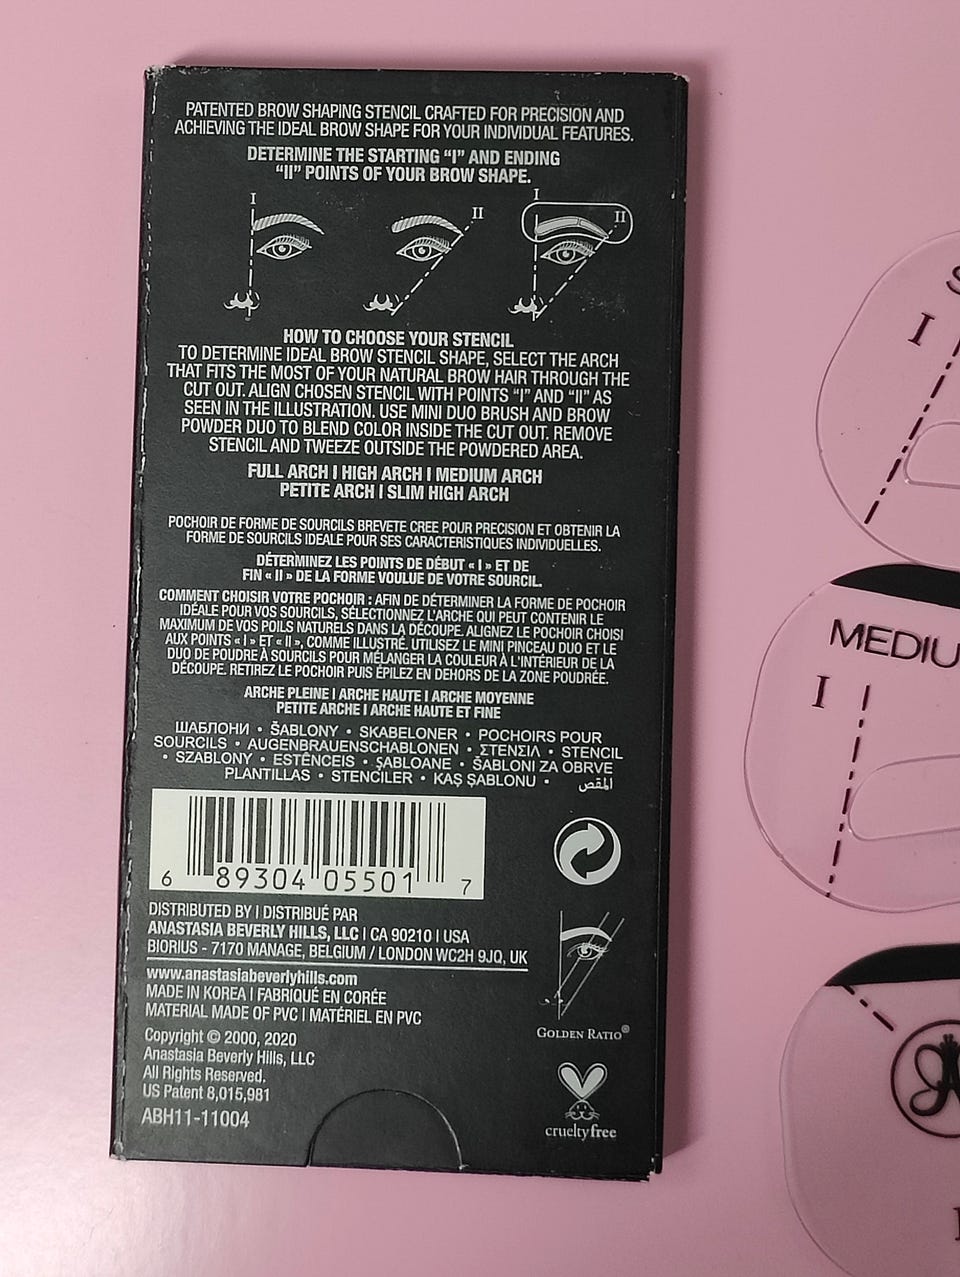 PATENTED BROW SHAPING STENCIL CRAFTED FOR PRECISION AND
ACHIEVING THE IDEAL BROW SHAPE FOR YOUR INDIVIDUAL FEATURES.
DETERMINE THE STARTING “I” AND ENDING
“II” POINTS OF YOUR BROW SHAPE.
I
II
I
II
HOW TO CHOOSE YOUR STENCIL
TO DETERMINE IDEAL BROW STENCIL SHAPE, SELECT THE ARCH
THAT FITS THE MOST OF YOUR NATURAL BROW HAIR THROUGH THE
CUT OUT. ALIGN CHOSEN STENCIL WITH POINTS “I” AND “II” AS
SEEN IN THE ILLUSTRATION. USE MINI DUO BRUSH AND BROW
POWDER DUO TO BLEND COLOR INSIDE THE CUT OUT. REMOVE
STENCIL AND TWEEZE OUTSIDE THE POWDERED AREA.
FULL ARCH I HIGH ARCH I MEDIUM ARCH
PETITE ARCH I SLIM HIGH ARCH
POCHOIR DE FORME DE SOURCILS BREVETE CREE POUR PRECISION ET OBTENIR LA
FORME DE SOURCILS IDEALE POUR SES CARACTERISTIQUES INDIVIDUELLES.
DÉTERMINEZ LES POINTS DE DÉBUT « I » ET DE
FIN « II » DE LA FORME VOULUE DE VOTRE SOURCIL.
COMMENT CHOISIR VOTRE POCHOIR : AFIN DE DÉTERMINER LA FORME DE POCHOIR
IDÉALE POUR VOS SOURCILS, SÉLECTIONNEZ L'ARCHE QUI PEUT CONTENIR LE
MAXIMUM DE VOS POILS NATURELS DANS LA DÉCOUPE. ALIGNEZ LE POCHOIR CHOISI
AUX POINTS « I » ET « II », COMME ILLUSTRÉ. UTILISEZ LE MINI PINCEAU DUO ET LE
DUO DE POUDRE À SOURCILS POUR MÉLANGER LA COULEUR À L'INTÉRIEUR DE LA
DÉCOUPE. RETIREZ LE POCHOIR PUIS ÉPILEZ EN DEHORS DE LA ZONE POUDRÉE.
ARCHE PLEINE I ARCHE HAUTE I ARCHE MOYENNE
PETITE ARCHE I ARCHE HAUTE ET FINE
ШАБЛОНИ • ŠABLONY • SKABELONER • POCHOIRS POUR
SOURCILS • AUGENBRAUENSCHABLONEN • ΣΤΕΝΣΙΛ • STENCIL
• SZABLONY • ESTÊNCEIS • ȘABLOANE • ŠABLONI ZA OBRVE
PLANTILLAS • STENCILER • KAŞ ŞABLONU • المقص
6 89304 05501 7
DISTRIBUTED BY I DISTRIBUÉ PAR
ANASTASIA BEVERLY HILLS, LLC I CA 90210 I USA
BIORIUS - 7170 MANAGE, BELGIUM / LONDON WC2H 9JQ, UK
www.anastasiabeverlyhills.com
MADE IN KOREA I FABRIQUÉ EN CORÉE
MATERIAL MADE OF PVC I MATÉRIEL EN PVC
Copyright © 2000, 2020
Anastasia Beverly Hills, LLC
All Rights Reserved.
US Patent 8,015,981
ABH11-11004
GOLDEN RATIO®
crueltyfree
I
MEDIU
I